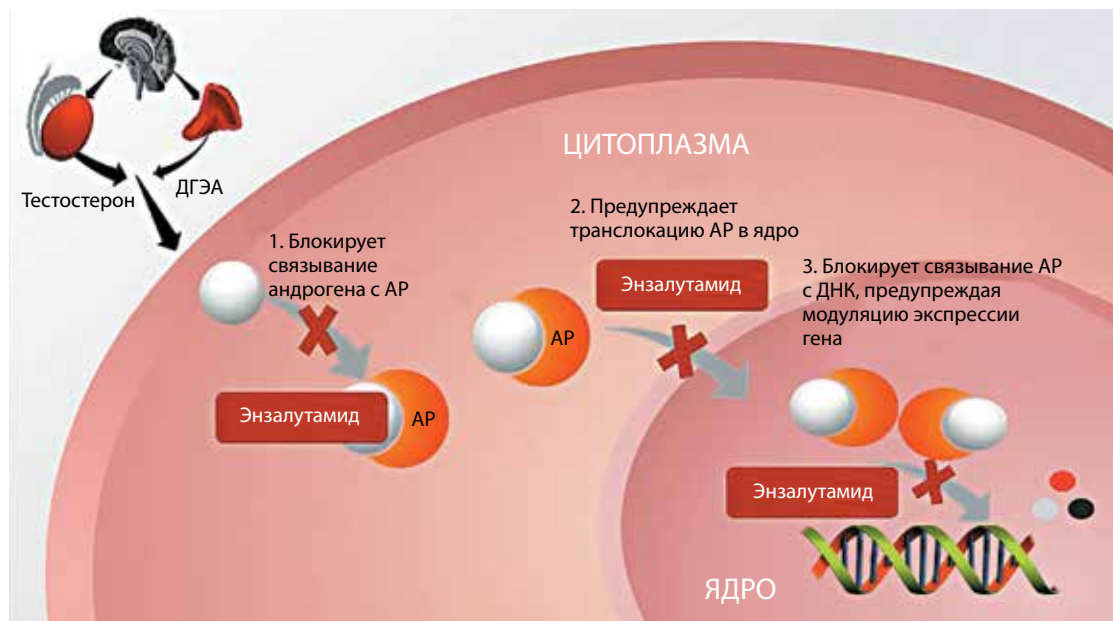 Тестостерон
ДГЭА
ЦИТОПЛАЗМА
1. Блокирует
связывание
андрогена с АР
Энзалутамид
АР
2. Предупреждает
транслокацию АР в ядро
Энзалутамид
АР
3. Блокирует связывание АР
с ДНК, предупреждая
модуляцию экспрессии
гена
Энзалутамид
ЯДРО